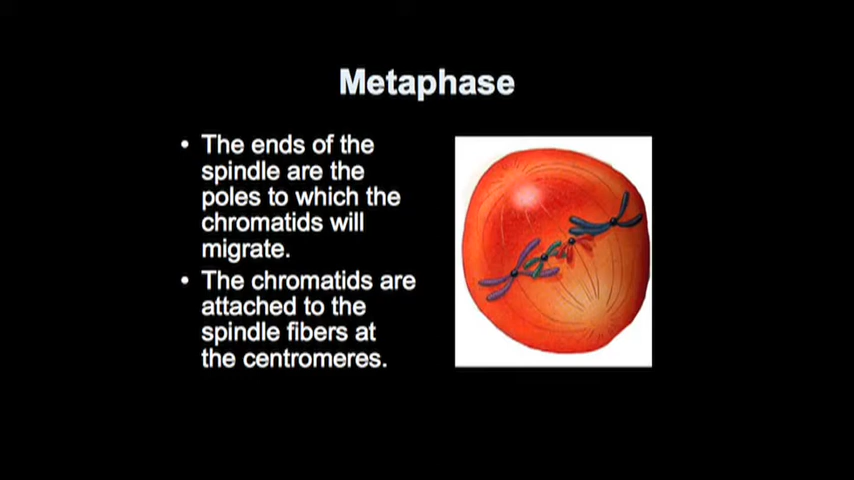 Metaphase
• The ends of the
spindle are the
poles to which the
chromatids will
migrate.
• The chromatids are
attached to the
spindle fibers at
the centromeres.